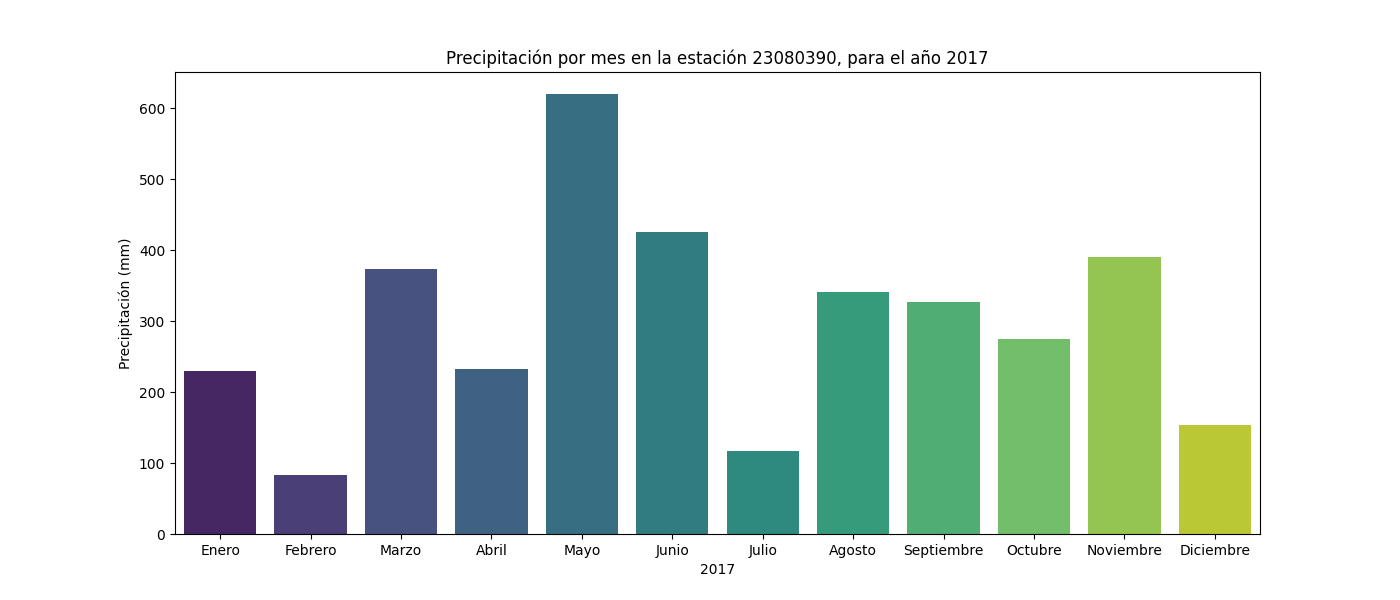 Precipitación por mes en la estación 23080390, para el año 2017
Precipitación (mm)
600
500
400
300
200
100
0
Enero Febrero Marzo Abril Mayo Junio Julio Agosto Septiembre Octubre Noviembre Diciembre
2017